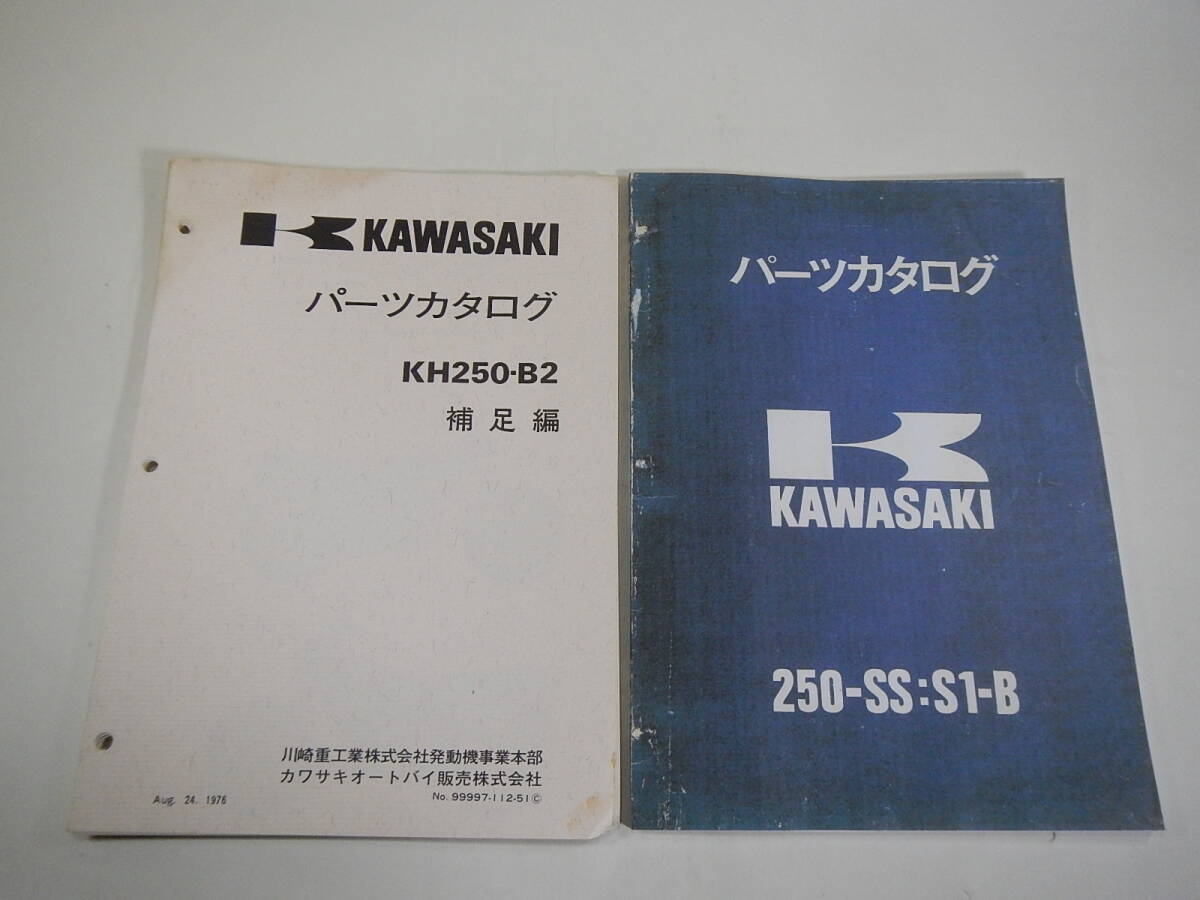 KAWASAKI
パーツカタログ
KH250-B2
補足編
川崎重工業株式会社発動機事業本部
カワサキオートバイ販売株式会社
Aug. 24. 1976
No. 99997-112-51©
パーツカタログ
KAWASAKI
250-SS:S1-B